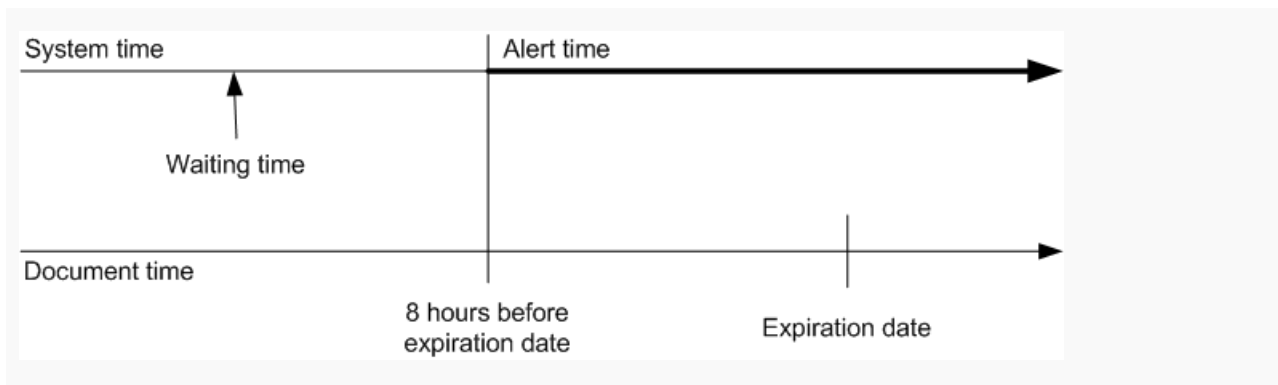 System time
Alert time
Waiting time
Document time
8 hours before
expiration date
Expiration date